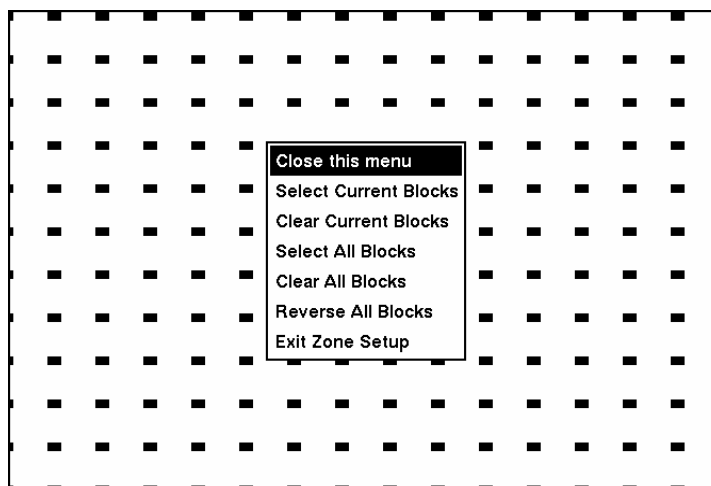 Close this menu
Select Current Blocks
Clear Current Blocks
Select All Blocks
Clear All Blocks
Reverse All Blocks
Exit Zone Setup